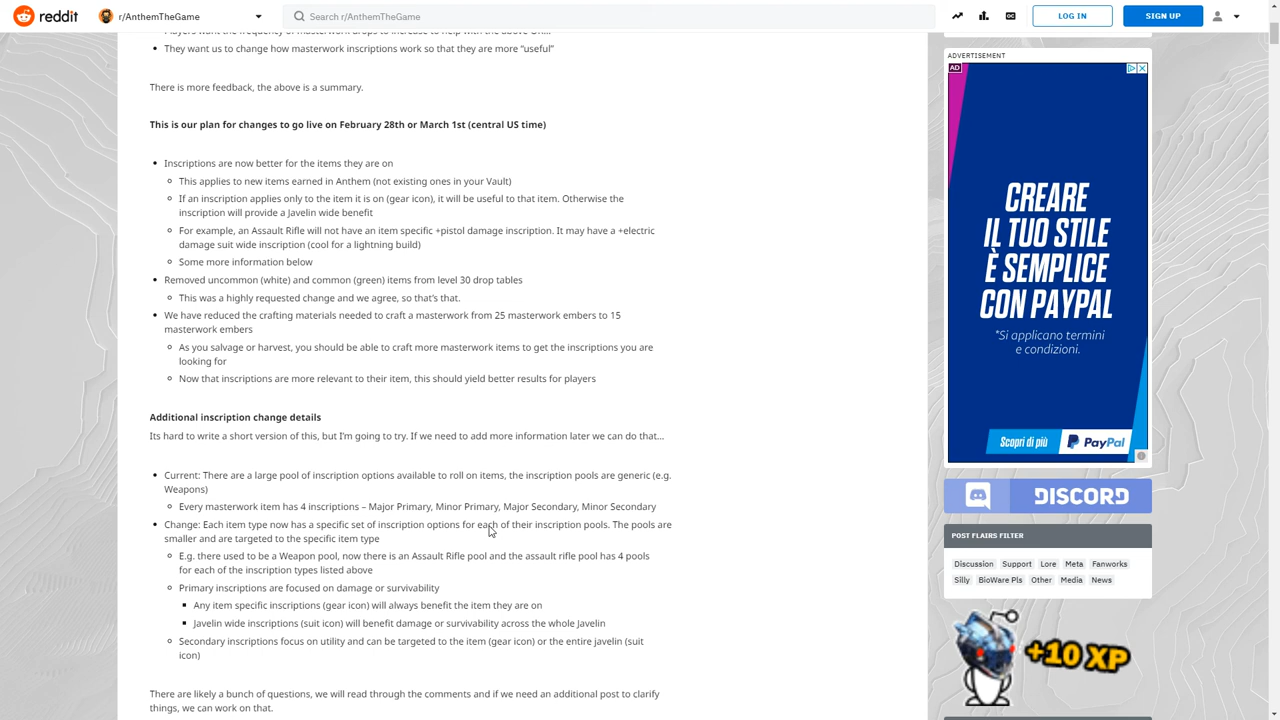 reddit
r/AnthemTheGame
Search r/AnthemTheGame
LOG IN
SIGN UP
They want us to change how masterwork inscriptions work so that they are more “useful”
There is more feedback, the above is a summary.
This is our plan for changes to go live on February 28th or March 1st (central US time)
Inscriptions are now better for the items they are on
This applies to new items earned in Anthem (not existing ones in your Vault)
If an inscription applies only to the item it is on (gear icon), it will be useful to that item. Otherwise the
inscription will provide a Javelin wide benefit
For example, an Assault Rifle will not have an item specific +pistol damage inscription. It may have a +electric
damage suit wide inscription (cool for a lightning build)
Some more information below
Removed uncommon (white) and common (green) items from level 30 drop tables
This was a highly requested change and we agree, so that’s that.
We have reduced the crafting materials needed to craft a masterwork from 25 masterwork embers to 15
masterwork embers
As you salvage or harvest, you should be able to craft more masterwork items to get the inscriptions you are
looking for
Now that inscriptions are more relevant to their item, this should yield better results for players
Additional inscription change details
Its hard to write a short version of this, but I’m going to try. If we need to add more information later we can do that…
Current: There are a large pool of inscription options available to roll on items, the inscription pools are generic (e.g.
Weapons)
Every masterwork item has 4 inscriptions – Major Primary, Minor Primary, Major Secondary, Minor Secondary
Change: Each item type now has a specific set of inscription options for each of their inscription pools. The pools are
smaller and are targeted to the specific item type
E.g. there used to be a Weapon pool, now there is an Assault Rifle pool and the assault rifle pool has 4 pools
for each of the inscription types listed above
Primary inscriptions are focused on damage or survivability
Any item specific inscriptions (gear icon) will always benefit the item they are on
Javelin wide inscriptions (suit icon) will benefit damage or survivability across the whole Javelin
Secondary inscriptions focus on utility and can be targeted to the item (gear icon) or the entire javelin (suit
icon)
There are likely a bunch of questions, we will read through the comments and if we need an additional post to clarify
things, we can work on that.
ADVERTISEMENT
AD
CREARE
IL TUO STILE
È SEMPLICE
CON PAYPAL
*Si applicano termini
e condizioni.
Scopri di più
PayPal
DISCORD
POST FLAIRS FILTER
Discussion Support Lore Meta Fanworks
Silly BioWare Pls Other Media News
+10 XP